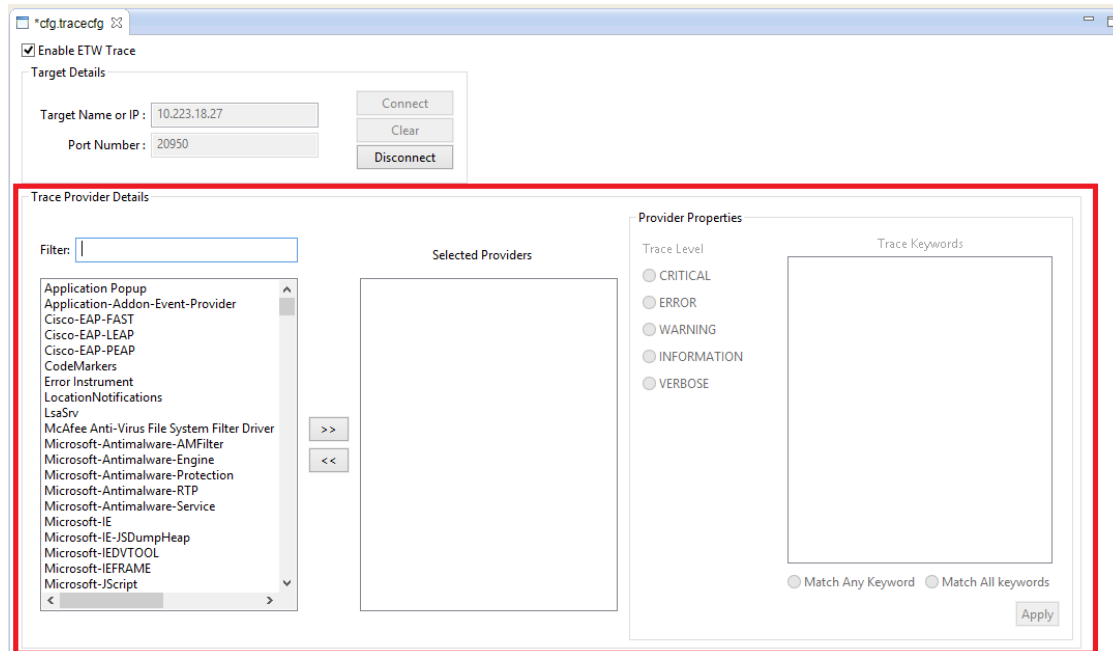 *cfg.tracecfg
Enable ETW Trace
Target Details
Target Name or IP : 10.223.18.27
Port Number : 20950
Connect
Clear
Disconnect
Trace Provider Details
Filter:
Application Popup
Application-Addon-Event-Provider
Cisco-EAP-FAST
Cisco-EAP-LEAP
Cisco-EAP-PEAP
CodeMarkers
Error Instrument
LocationNotifications
LsaSrv
McAfee Anti-Virus File System Filter Driver
Microsoft-Antimalware-AMFilter
Microsoft-Antimalware-Engine
Microsoft-Antimalware-Protection
Microsoft-Antimalware-RTP
Microsoft-Antimalware-Service
Microsoft-IE
Microsoft-IE-JSDumpHeap
Microsoft-IEDVTOOL
Microsoft-IEFRAME
Microsoft-JScript
>>
<<
Selected Providers
Provider Properties
Trace Level
CRITICAL
ERROR
WARNING
INFORMATION
VERBOSE
Trace Keywords
Match Any Keyword Match All keywords
Apply